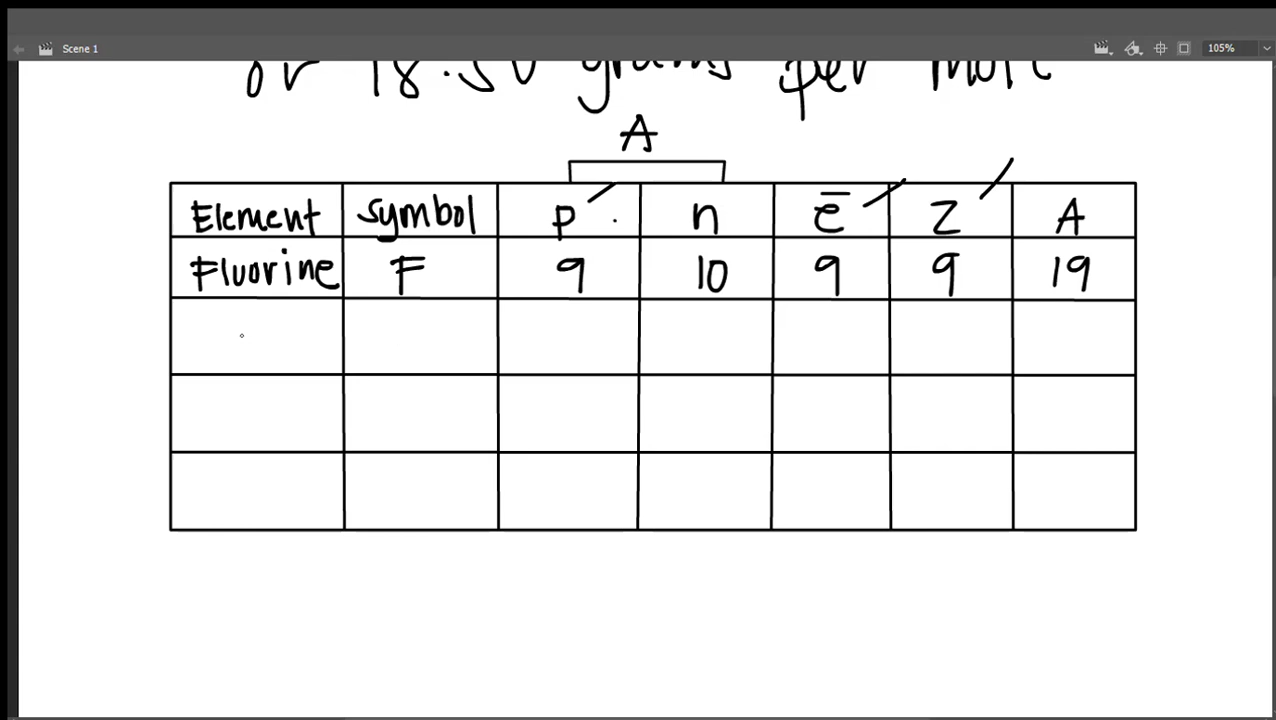 Scene 1
105%
or 18.50 grams per mole
A
Element Symbol p n e̅ Z A
Fluorine F 9 10 9 9 19